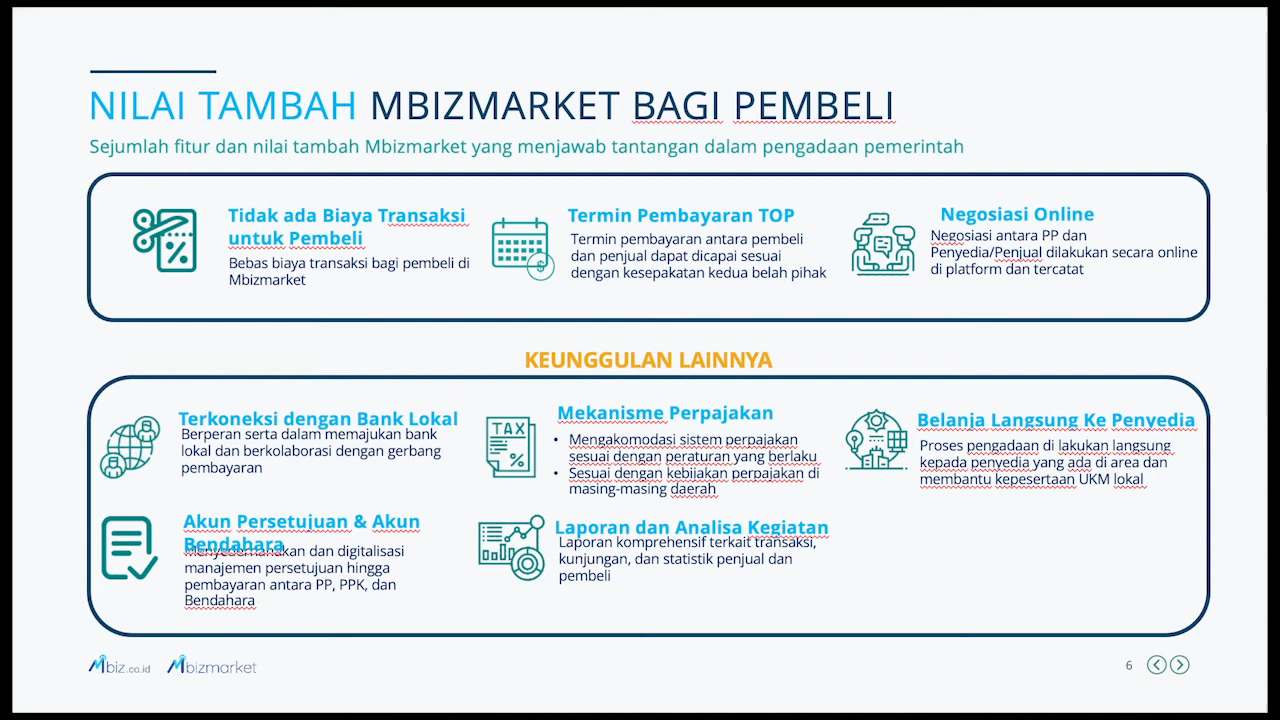 NILAI TAMBAH MBIZMARKET BAGI PEMBELI
Sejumlah fitur dan nilai tambah Mbizmarket yang menjawab tantangan dalam pengadaan pemerintah
Tidak ada Biaya Transaksi
untuk Pembeli
Bebas biaya transaksi bagi pembeli di
Mbizmarket
Termin Pembayaran TOP
Termin pembayaran antara pembeli
dan penjual dapat dicapai sesuai
dengan kesepakatan kedua belah pihak
$
Negosiasi Online
Negosiasi antara PP dan
Penyedia/Penjual dilakukan secara online
di platform dan tercatat
KEUNGGULAN LAINNYA
Terkoneksi dengan Bank Lokal
Berperan serta dalam memajukan bank
lokal dan berkolaborasi dengan gerbang
pembayaran
TAX
%
Mekanisme Perpajakan
• Mengakomodasi sistem perpajakan
sesuai dengan peraturan yang berlaku
• Sesuai dengan kebijakan perpajakan di
masing-masing daerah
Belanja Langsung Ke Penyedia
Proses pengadaan di lakukan langsung
kepada penyedia yang ada di area dan
membantu kepesertaan UKM lokal
Akun Persetujuan & Akun
Bendahara
dan digitalisasi
manajemen persetujuan hingga
pembayaran antara PP, PPK, dan
Bendahara
Laporan dan Analisa Kegiatan
Laporan komprehensif terkait transaksi,
kunjungan, dan statistik penjual dan
pembeli
Mbiz.co.id Mbizmarket
6